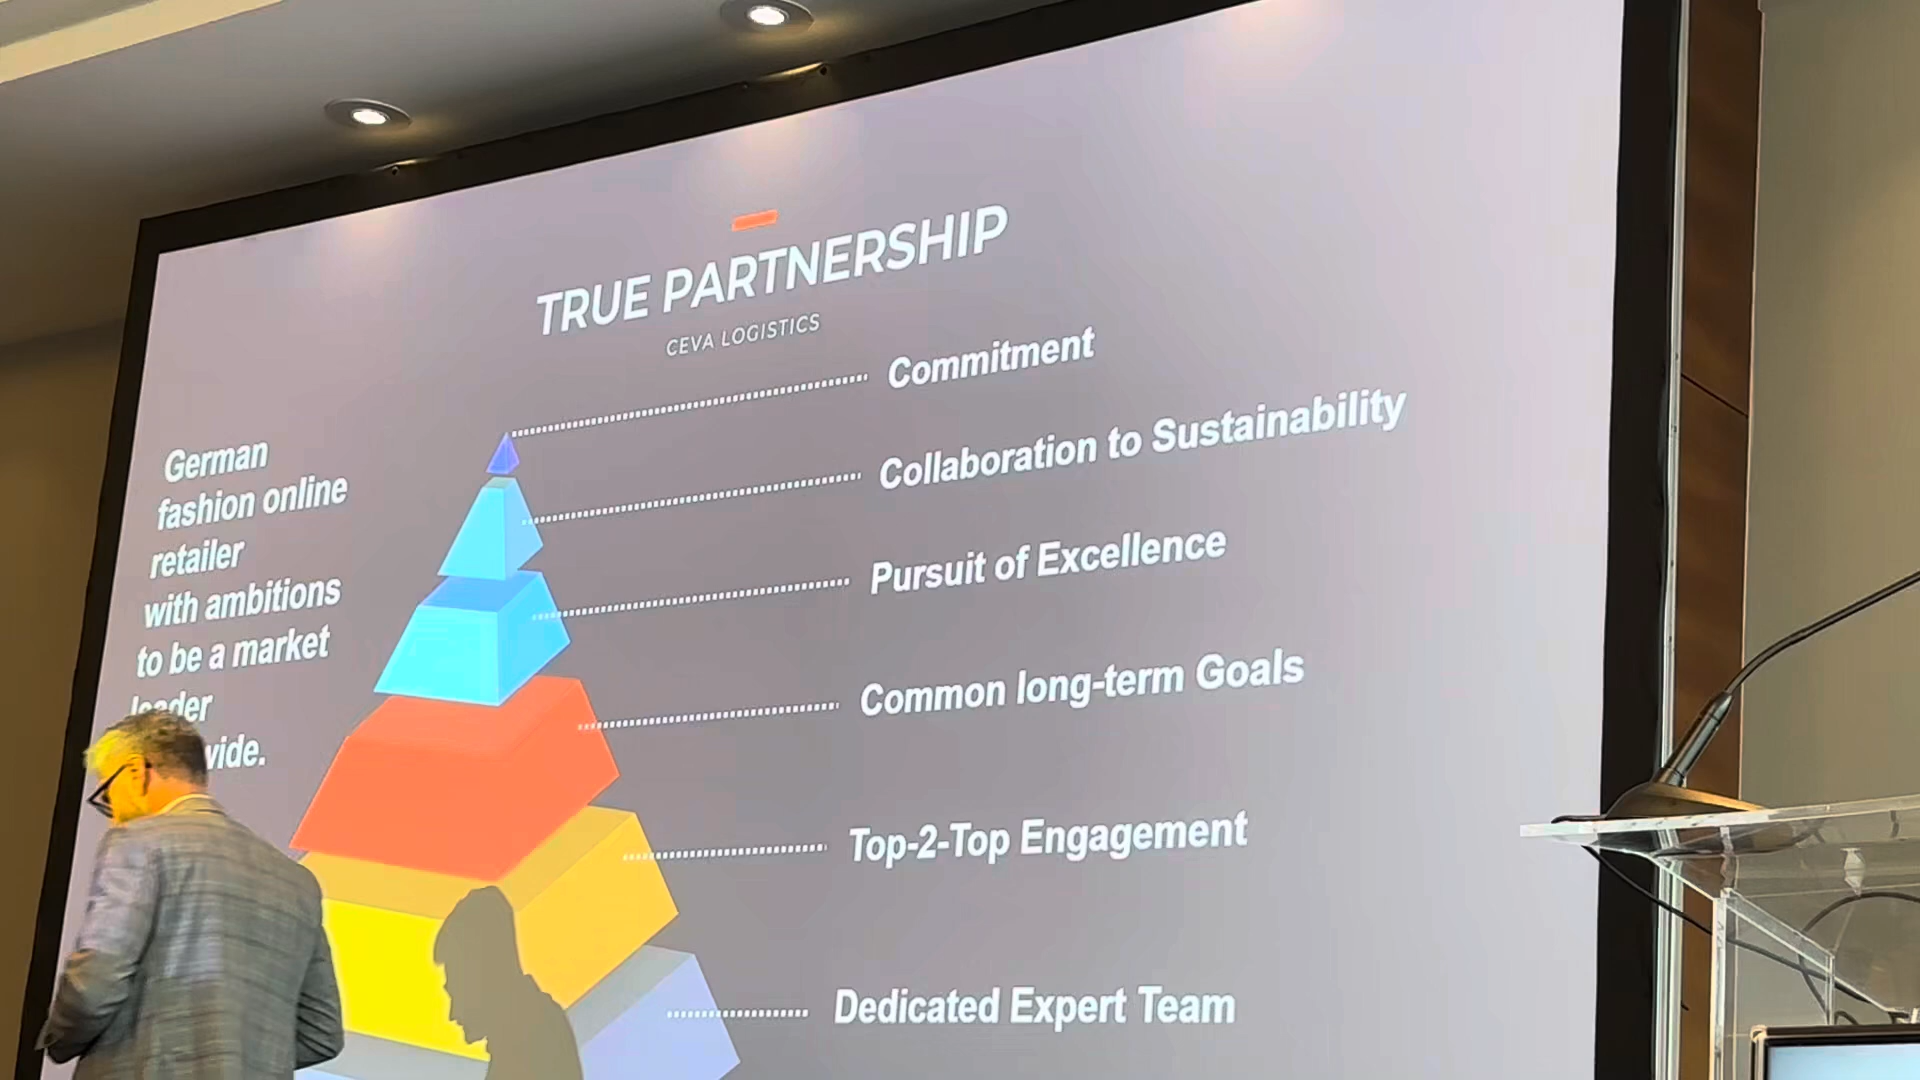 TRUE PARTNERSHIP
CEVA LOGISTICS
German
fashion online
retailer
with ambitions
to be a market
leader
Commitment
Collaboration to Sustainability
Pursuit of Excellence
Common long-term Goals
Top-2-Top Engagement
Dedicated Expert Team